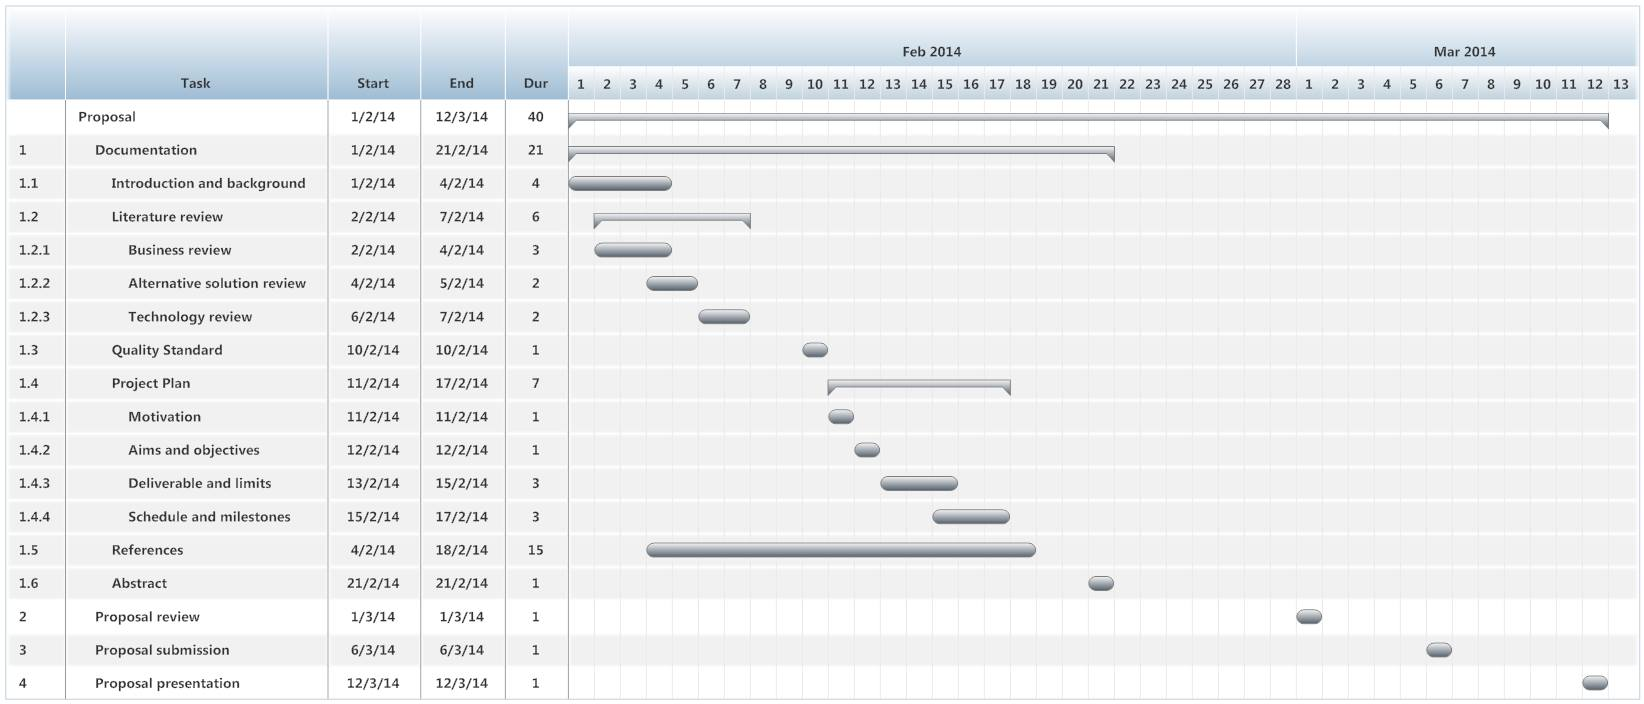 Feb 2014 Mar 2014
Task Start End Dur 1 2 3 4 5 6 7 8 9 10 11 12 13 14 15 16 17 18 19 20 21 22 23 24 25 26 27 28 1 2 3 4 5 6 7 8 9 10 11 12 13
Proposal 1/2/14 12/3/14 40
1 Documentation 1/2/14 21/2/14 21
1.1 Introduction and background 1/2/14 4/2/14 4
1.2 Literature review 2/2/14 7/2/14 6
1.2.1 Business review 2/2/14 4/2/14 3
1.2.2 Alternative solution review 4/2/14 5/2/14 2
1.2.3 Technology review 6/2/14 7/2/14 2
1.3 Quality Standard 10/2/14 10/2/14 1
1.4 Project Plan 11/2/14 17/2/14 7
1.4.1 Motivation 11/2/14 11/2/14 1
1.4.2 Aims and objectives 12/2/14 12/2/14 1
1.4.3 Deliverable and limits 13/2/14 15/2/14 3
1.4.4 Schedule and milestones 15/2/14 17/2/14 3
1.5 References 4/2/14 18/2/14 15
1.6 Abstract 21/2/14 21/2/14 1
2 Proposal review 1/3/14 1/3/14 1
3 Proposal submission 6/3/14 6/3/14 1
4 Proposal presentation 12/3/14 12/3/14 1